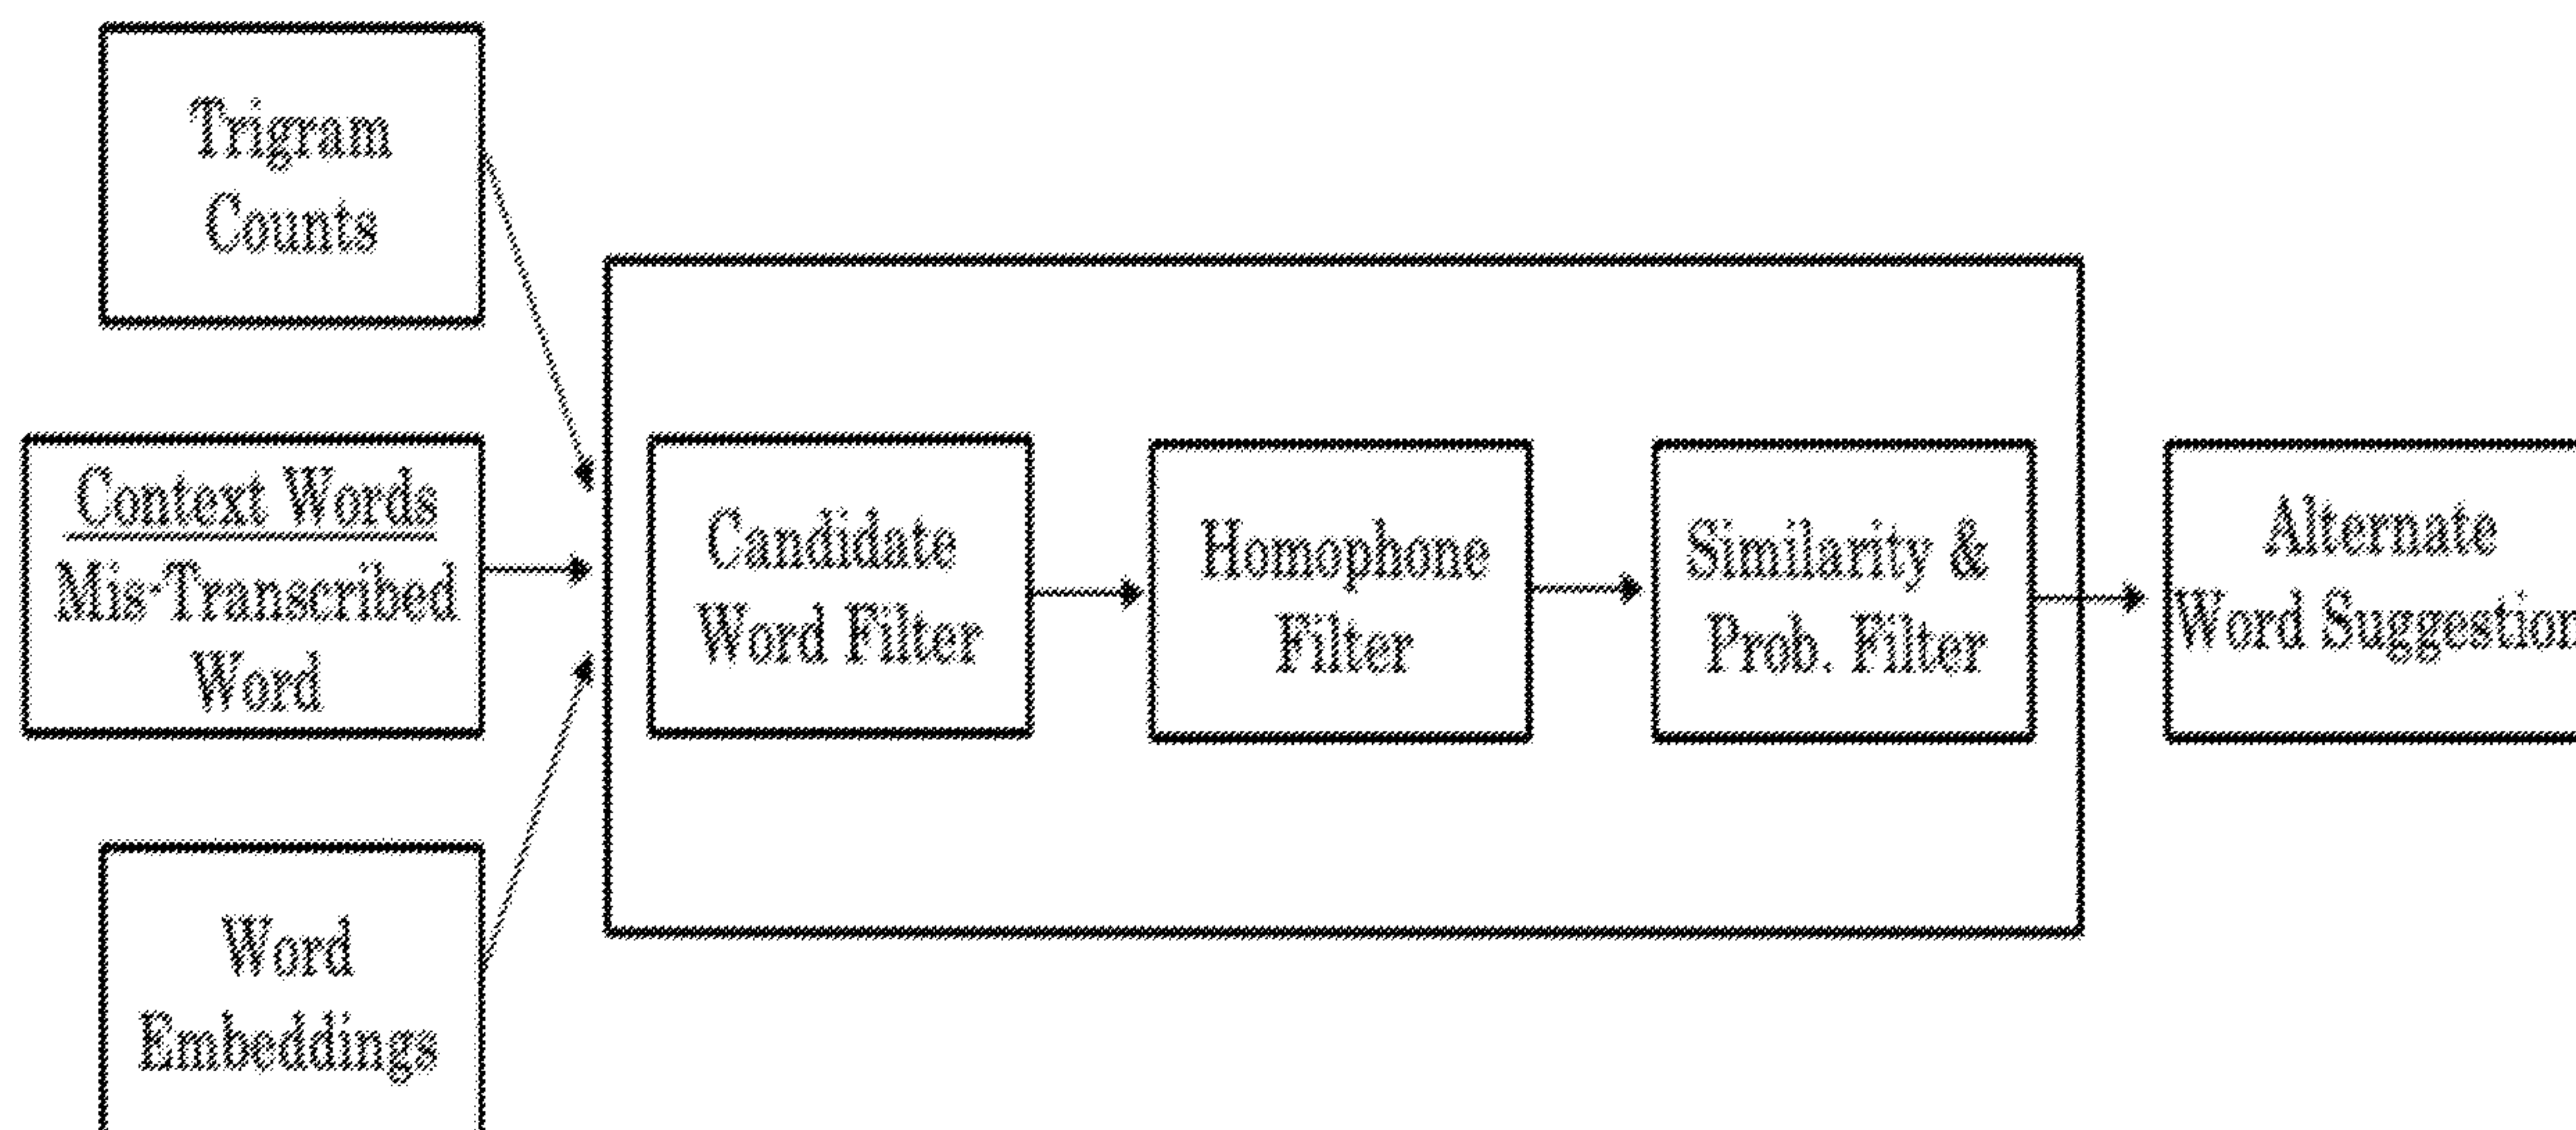 Trigram
Counts
Context Words
Mis-Transcribed
Word
Word
Embeddings
Candidate
Word Filter
Homophone
Filter
Similarity &
Prob. Filter
Alternate
Word Suggestion